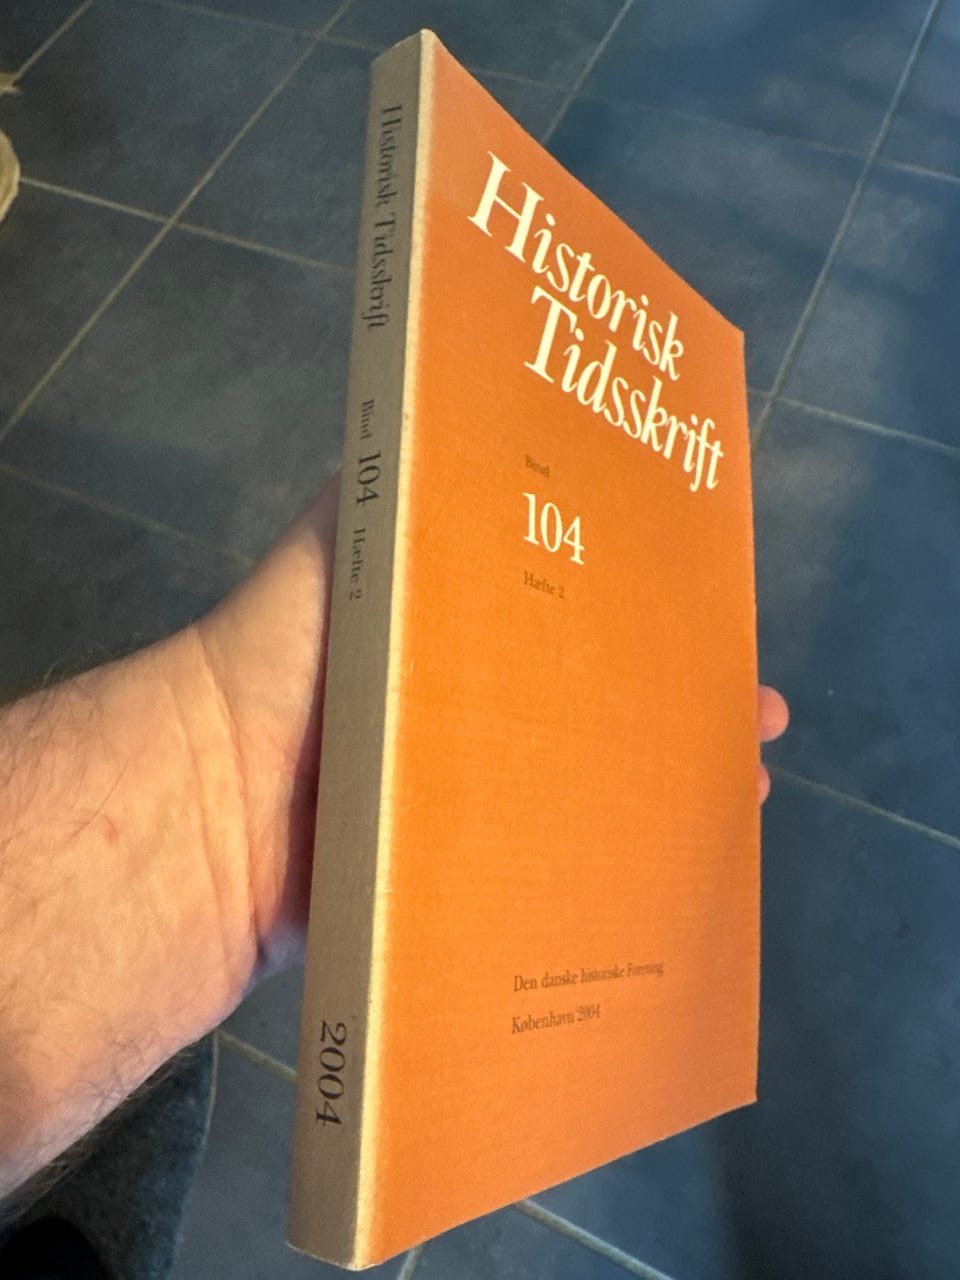 Historisk Tidsskrift Bind 104 Hæfte 2 2004
Historisk
Tidsskrift
Bind
104
Hæfte 2
Den danske historiske Forening
København 2004